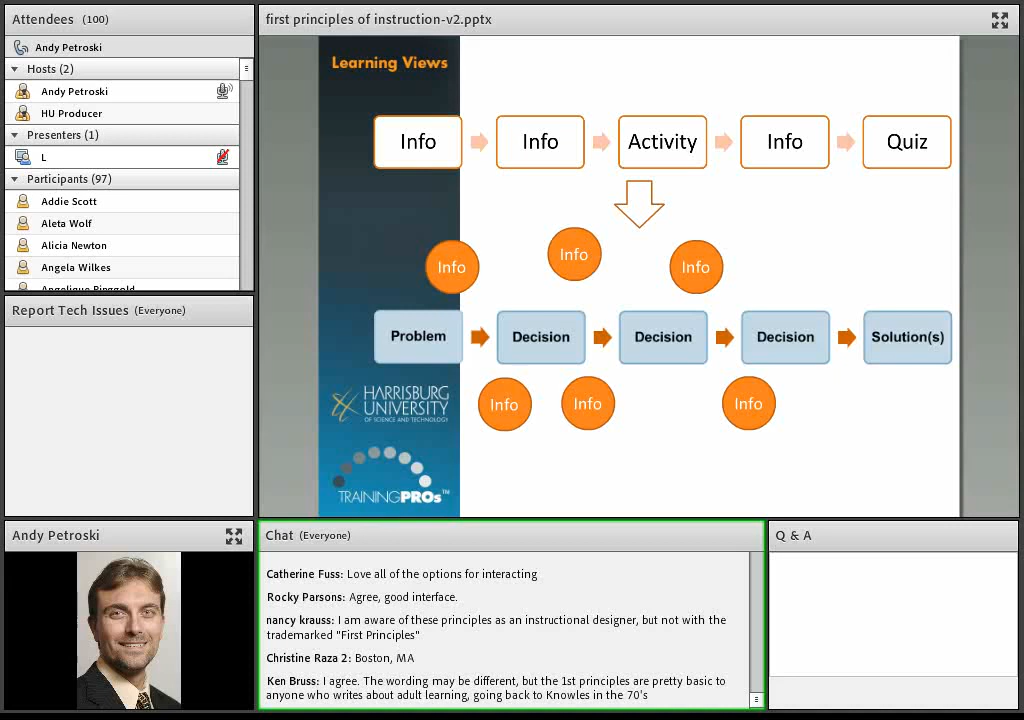 Attendees (100)
Andy Petroski
Hosts (2)
Andy Petroski
HU Producer
Presenters (1)
L
Participants (97)
Addie Scott
Aleta Wolf
Alicia Newton
Angela Wilkes
Angelique Ringgold
Report Tech Issues (Everyone)
Andy Petroski
first principles of instruction-v2.pptx
Learning Views
Info
Info
Activity
Info
Quiz
Info
Info
Info
Problem
Decision
Decision
Decision
Solution(s)
Info
Info
Info
HARRISBURG
UNIVERSITY
OF SCIENCE AND TECHNOLOGY
TRAININGPROs™
Chat (Everyone)
Catherine Fuss: Love all of the options for interacting
Rocky Parsons: Agree, good interface.
nancy krauss: I am aware of these principles as an instructional designer, but not with the
trademarked "First Principles"
Christine Raza 2: Boston, MA
Ken Bruss: I agree. The wording may be different, but the 1st principles are pretty basic to
anyone who writes about adult learning, going back to Knowles in the 70's
Q & A